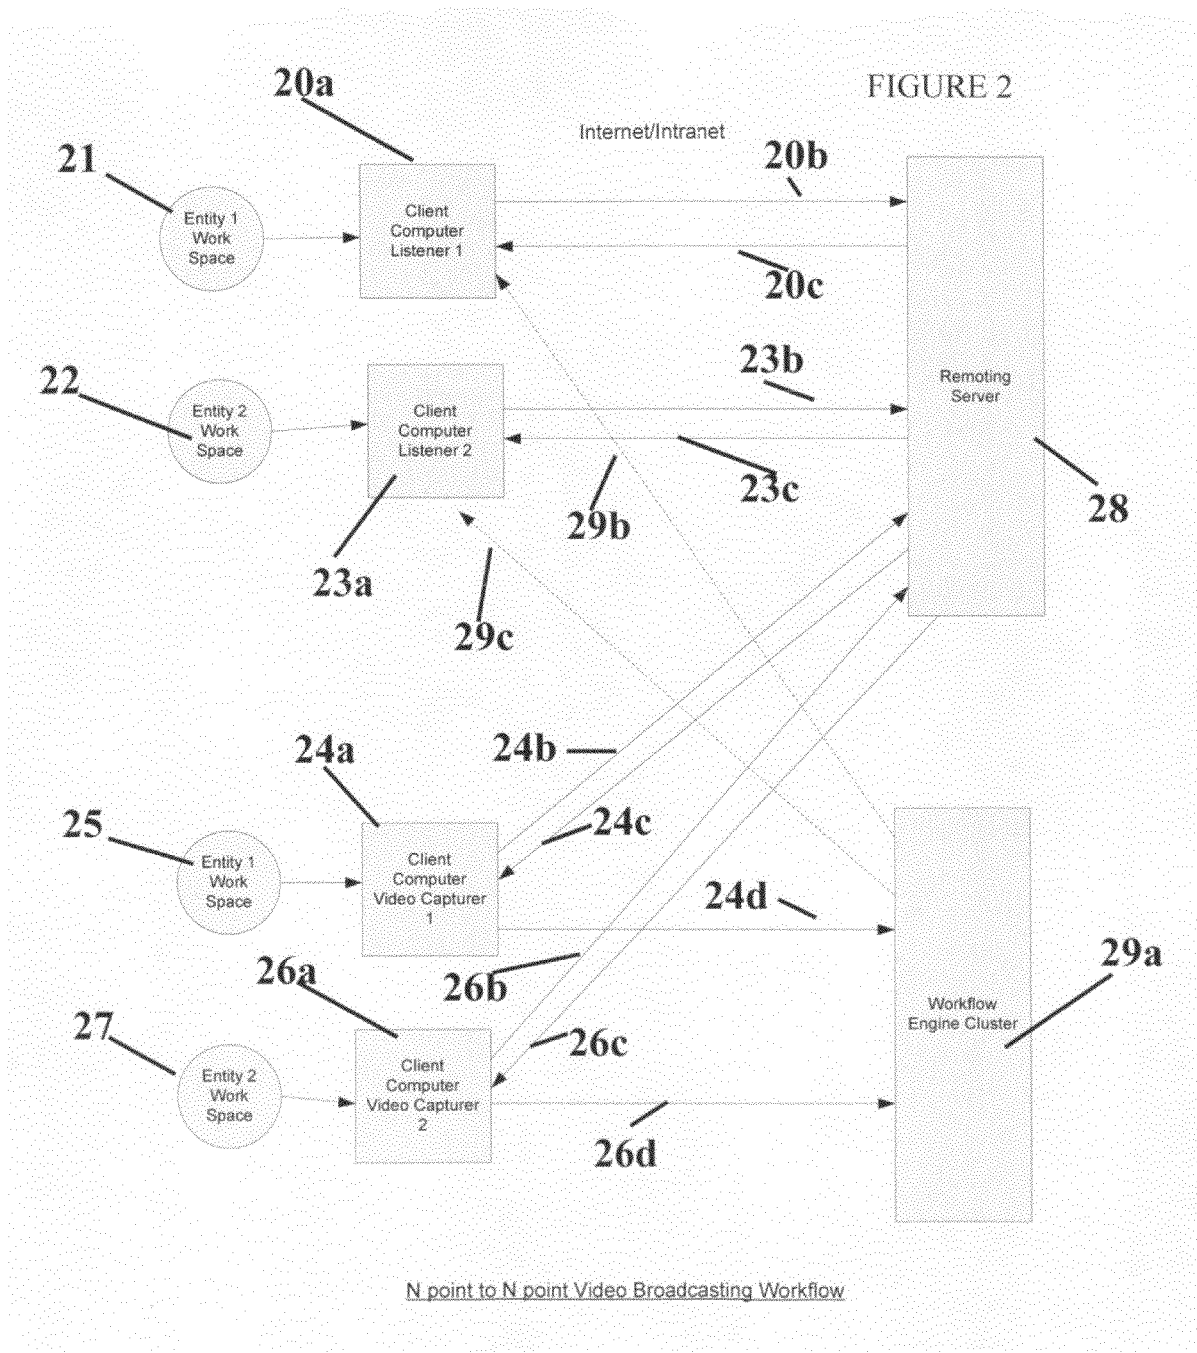 FIGURE 2
20a
Internet/Intranet
20b
21
Entity 1
Work
Space
Client
Computer
Listener 1
20c
23b
Remoting
Server
22
Entity 2
Work
Space
Client
Computer
Listener 2
23c
28
29b
23a
29c
24a
24b
25
24c
Entity 1
Work
Space
Client
Computer
Video Capturer
1
24d
29a
26a
26b
Workflow
Engine Cluster
27
26c
Entity 2
Work
Space
Client
Computer
Video Capturer
2
26d
N point to N point Video Broadcasting Workflow